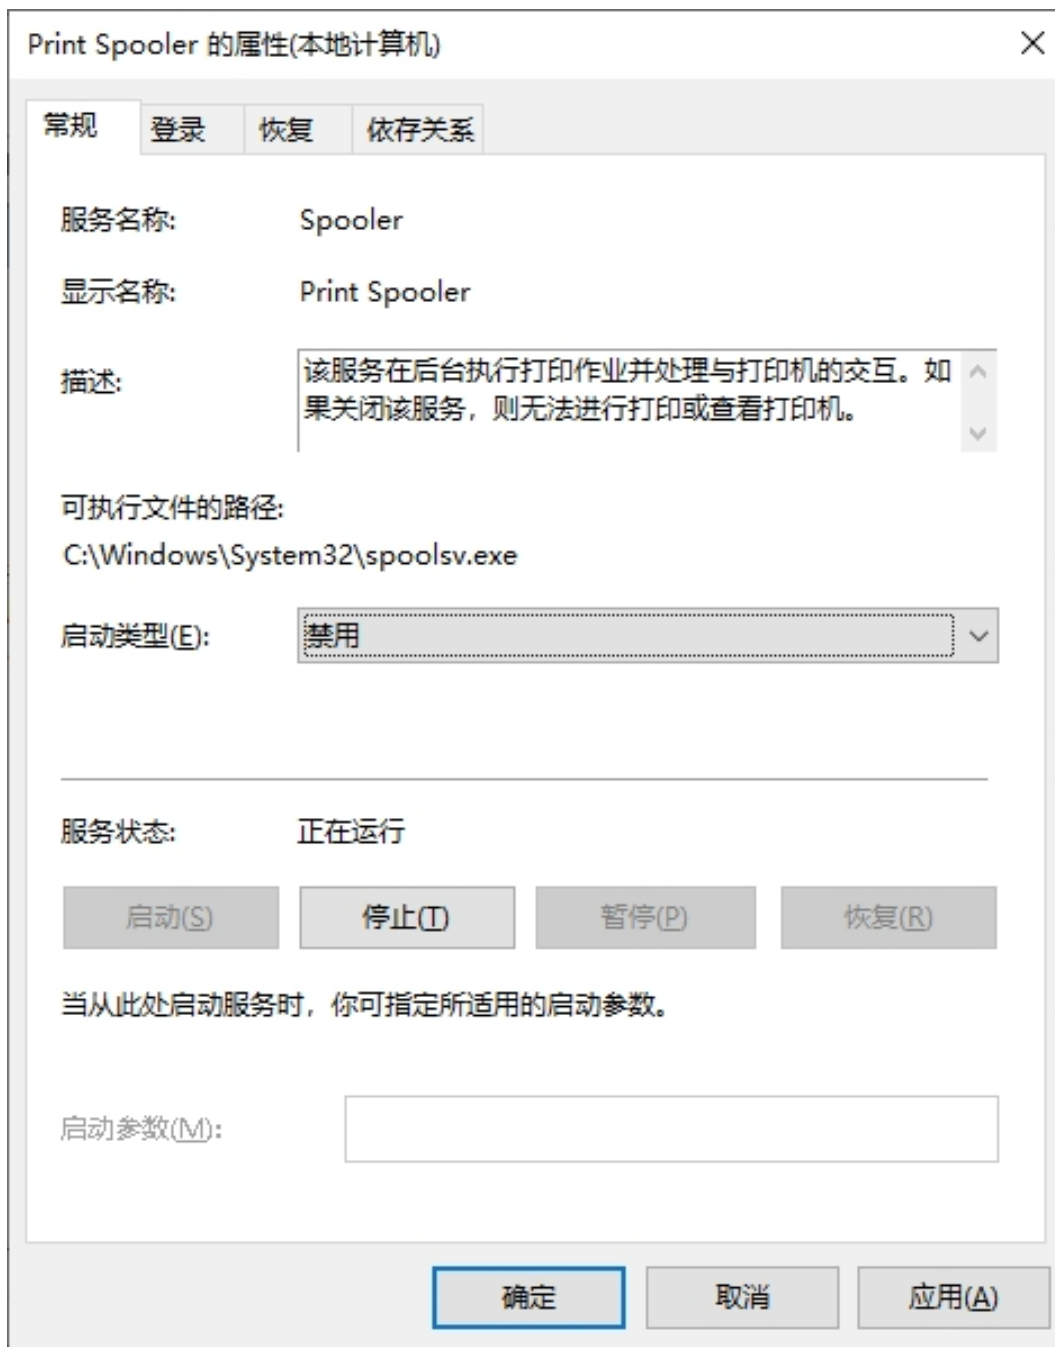 Print Spooler 的属性(本地计算机)
常规 登录 恢复 依存关系
服务名称: Spooler
显示名称: Print Spooler
描述: 该服务在后台执行打印作业并处理与打印机的交互。如
果关闭该服务，则无法进行打印或查看打印机。
可执行文件的路径:
C:\Windows\System32\spoolsv.exe
启动类型(E): 禁用
服务状态: 正在运行
启动(S) 停止(T) 暂停(P) 恢复(R)
当从此处启动服务时，你可指定所适用的启动参数。
启动参数(M):
确定 取消 应用(A)